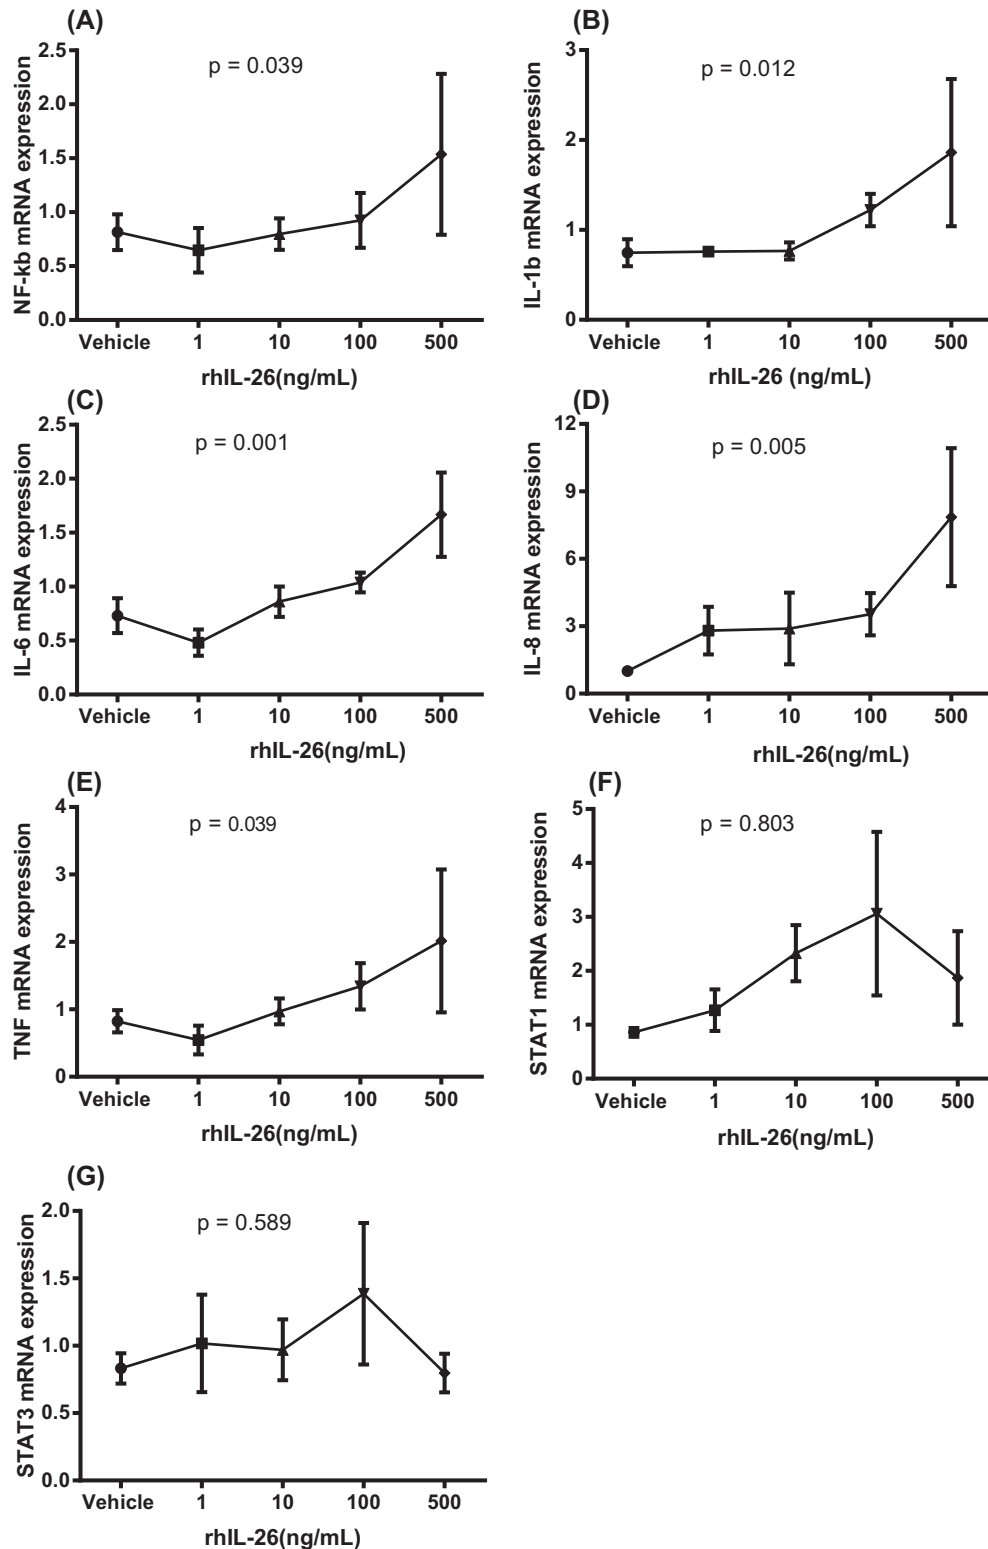 (A)
p = 0.039
NF-kb mRNA expression
2.5
2.0
1.5
1.0
0.5
0.0
Vehicle 1 10 100 500
rhIL-26(ng/mL)
(B)
p = 0.012
IL-1b mRNA expression
3
2
1
0
Vehicle 1 10 100 500
rhIL-26 (ng/mL)
(C)
p = 0.001
IL-6 mRNA expression
2.5
2.0
1.5
1.0
0.5
0.0
Vehicle 1 10 100 500
rhIL-26(ng/mL)
(D)
p = 0.005
IL-8 mRNA expression
12
9
6
3
0
Vehicle 1 10 100 500
rhIL-26(ng/mL)
(E)
p = 0.039
TNF mRNA expression
4
3
2
1
0
Vehicle 1 10 100 500
rhIL-26(ng/mL)
(F)
p = 0.803
STAT1 mRNA expression
5
4
3
2
1
0
Vehicle 1 10 100 500
rhIL-26(ng/mL)
(G)
p = 0.589
STAT3 mRNA expression
2.0
1.5
1.0
0.5
0.0
Vehicle 1 10 100 500
rhIL-26(ng/mL)